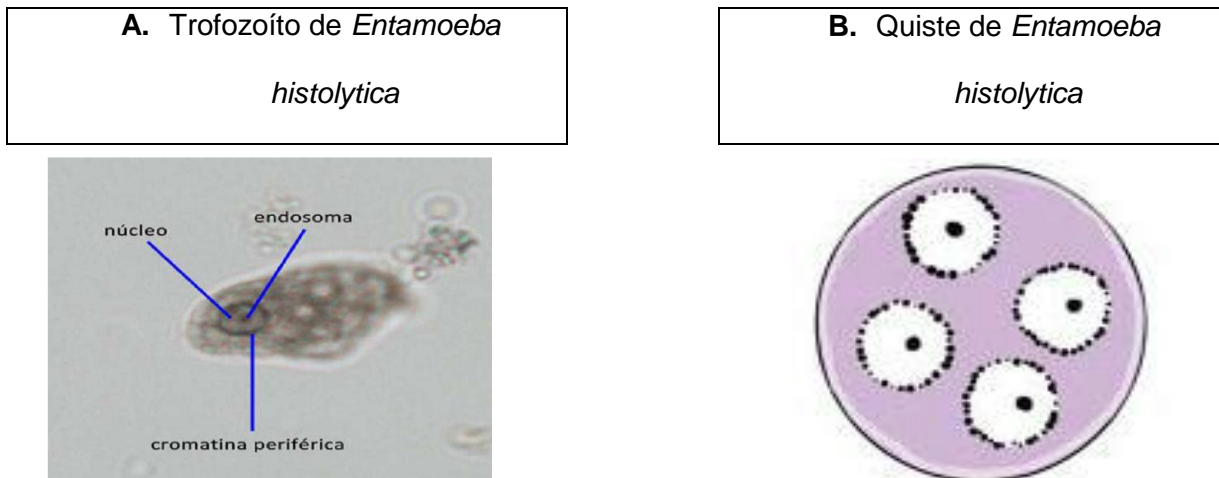 A. Trofozoíto de Entamoeba
histolytica
B. Quiste de Entamoeba
histolytica
núcleo
endosoma
cromatina periférica